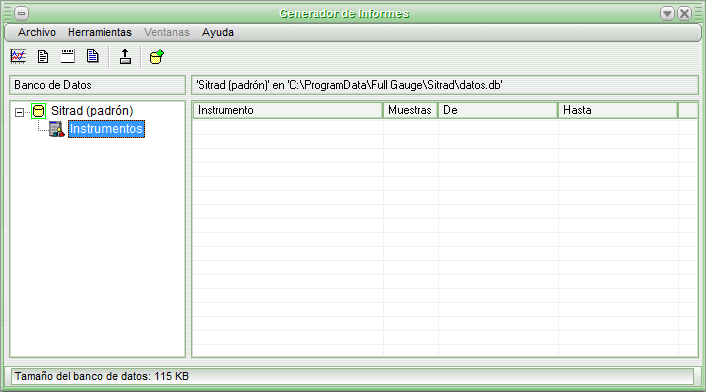 Generador de Informes
Archivo Herramientas Ventanas Ayuda
Banco de Datos
'Sitrad (padrón)' en 'C:\ProgramData\Full Gauge\Sitrad\datos.db'
Sitrad (padrón)
Instrumentos
Instrumento Muestras De Hasta
Tamaño del banco de datos: 115 KB